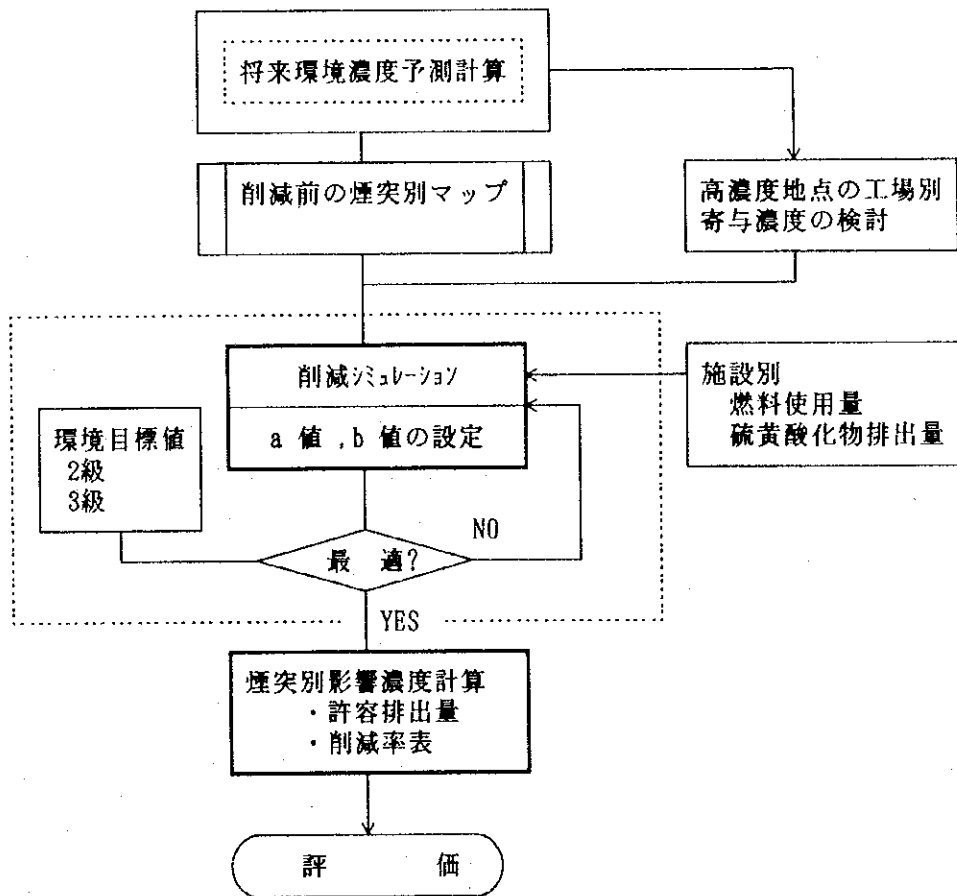 将来環境濃度予測計算
削減前の煙突別マップ
高濃度地点の工場別
寄与濃度の検討
削減ｼﾐｭﾚｰｼｮﾝ
a 値 , b 値の設定
施設別
燃料使用量
硫黄酸化物排出量
環境目標値
2級
3級
最 適?
NO
YES
煙突別影響濃度計算
・許容排出量
・削減率表
評 価